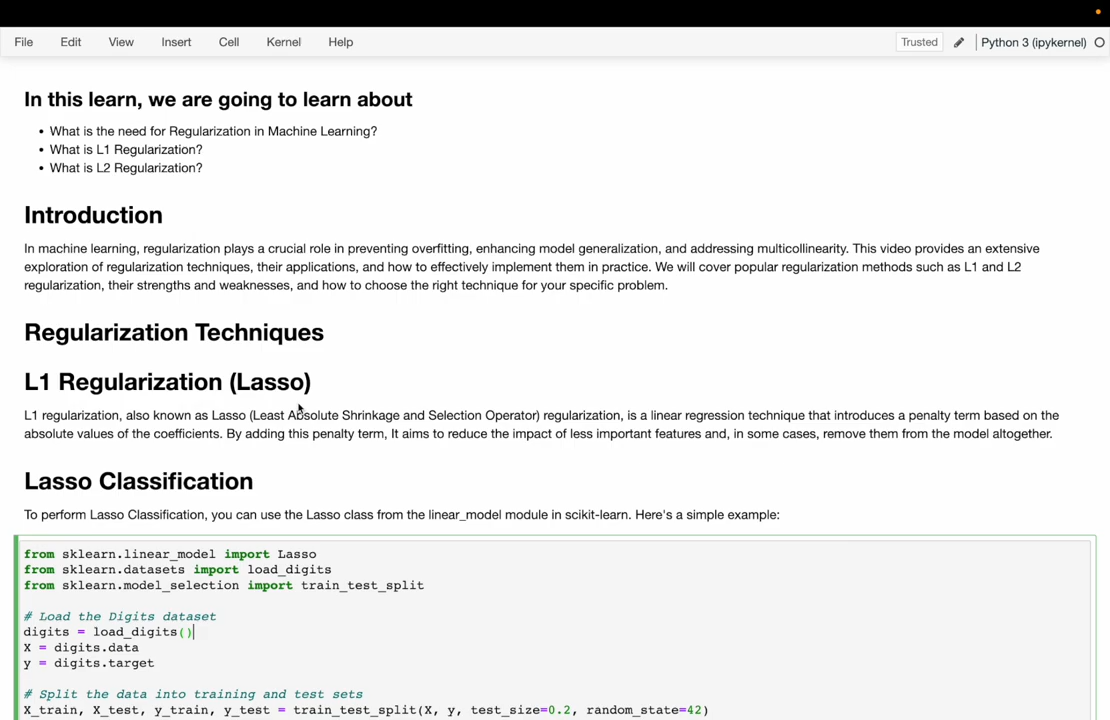 File Edit View Insert Cell Kernel Help Trusted Python 3 (ipykernel)
In this learn, we are going to learn about
• What is the need for Regularization in Machine Learning?
• What is L1 Regularization?
• What is L2 Regularization?
Introduction
In machine learning, regularization plays a crucial role in preventing overfitting, enhancing model generalization, and addressing multicollinearity. This video provides an extensive
exploration of regularization techniques, their applications, and how to effectively implement them in practice. We will cover popular regularization methods such as L1 and L2
regularization, their strengths and weaknesses, and how to choose the right technique for your specific problem.
Regularization Techniques
L1 Regularization (Lasso)
L1 regularization, also known as Lasso (Least Absolute Shrinkage and Selection Operator) regularization, is a linear regression technique that introduces a penalty term based on the
absolute values of the coefficients. By adding this penalty term, It aims to reduce the impact of less important features and, in some cases, remove them from the model altogether.
Lasso Classification
To perform Lasso Classification, you can use the Lasso class from the linear_model module in scikit-learn. Here's a simple example:
from sklearn.linear_model import Lasso
from sklearn.datasets import load_digits
from sklearn.model_selection import train_test_split
# Load the Digits dataset
digits = load_digits()
X = digits.data
y = digits.target
# Split the data into training and test sets
X_train, X_test, y_train, y_test = train_test_split(X, y, test_size=0.2, random_state=42)